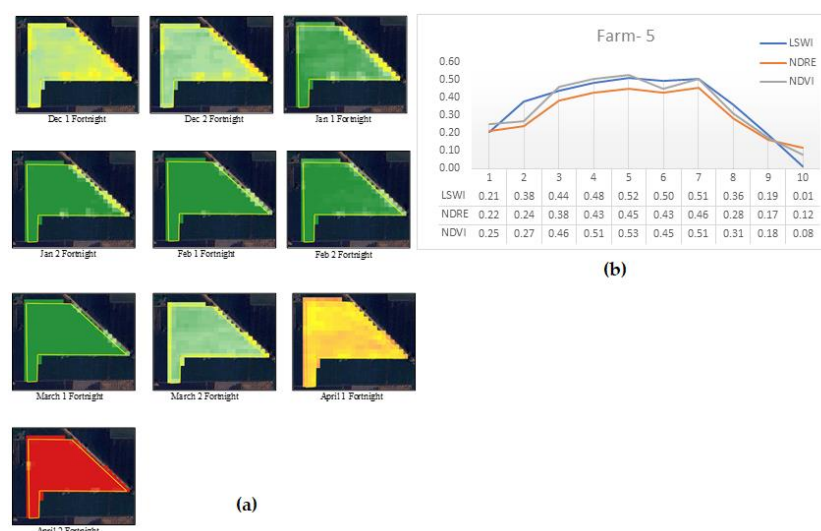 Dec 1 Fortnight
Dec 2 Fortnight
Jan 1 Fortnight
Jan 2 Fortnight
Feb 1 Fortnight
Feb 2 Fortnight
March 1 Fortnight
March 2 Fortnight
April 1 Fortnight
April 2 Fortnight
(a)
Farm- 5
LSWI
NDRE
NDVI
0.60
0.50
0.40
0.30
0.20
0.10
0.00
1 2 3 4 5 6 7 8 9 10
LSWI 0.21 0.38 0.44 0.48 0.52 0.50 0.51 0.36 0.19 0.01
NDRE 0.22 0.24 0.38 0.43 0.45 0.43 0.46 0.28 0.17 0.12
NDVI 0.25 0.27 0.46 0.51 0.53 0.45 0.51 0.31 0.18 0.08
(b)